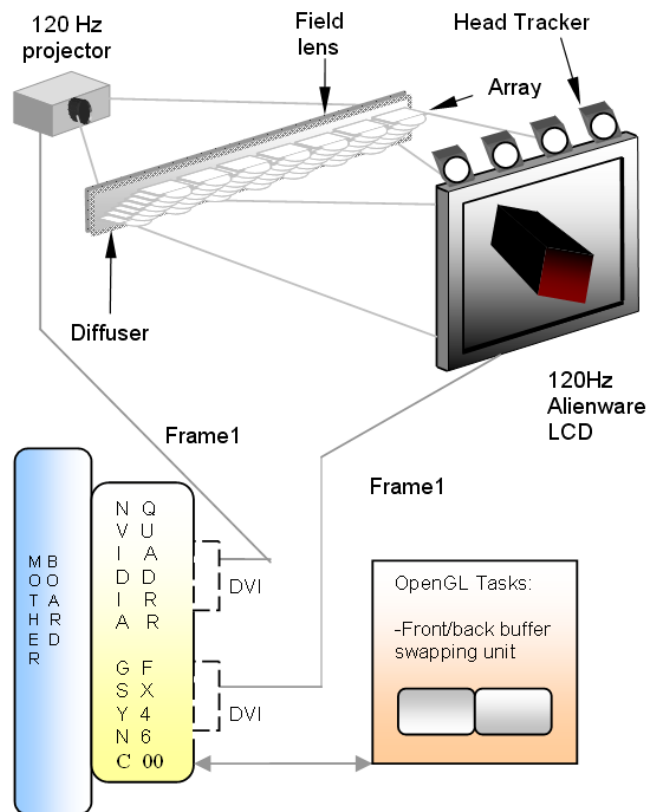 120 Hz
projector
Field
lens
Head Tracker
Array
Diffuser
120Hz
Alienware
LCD
Frame1
Frame1
MOTHER
BOARD
NVIDIA
QUADRR
GSYNC
FX4600
DVI
DVI
OpenGL Tasks:
-Front/back buffer
swapping unit